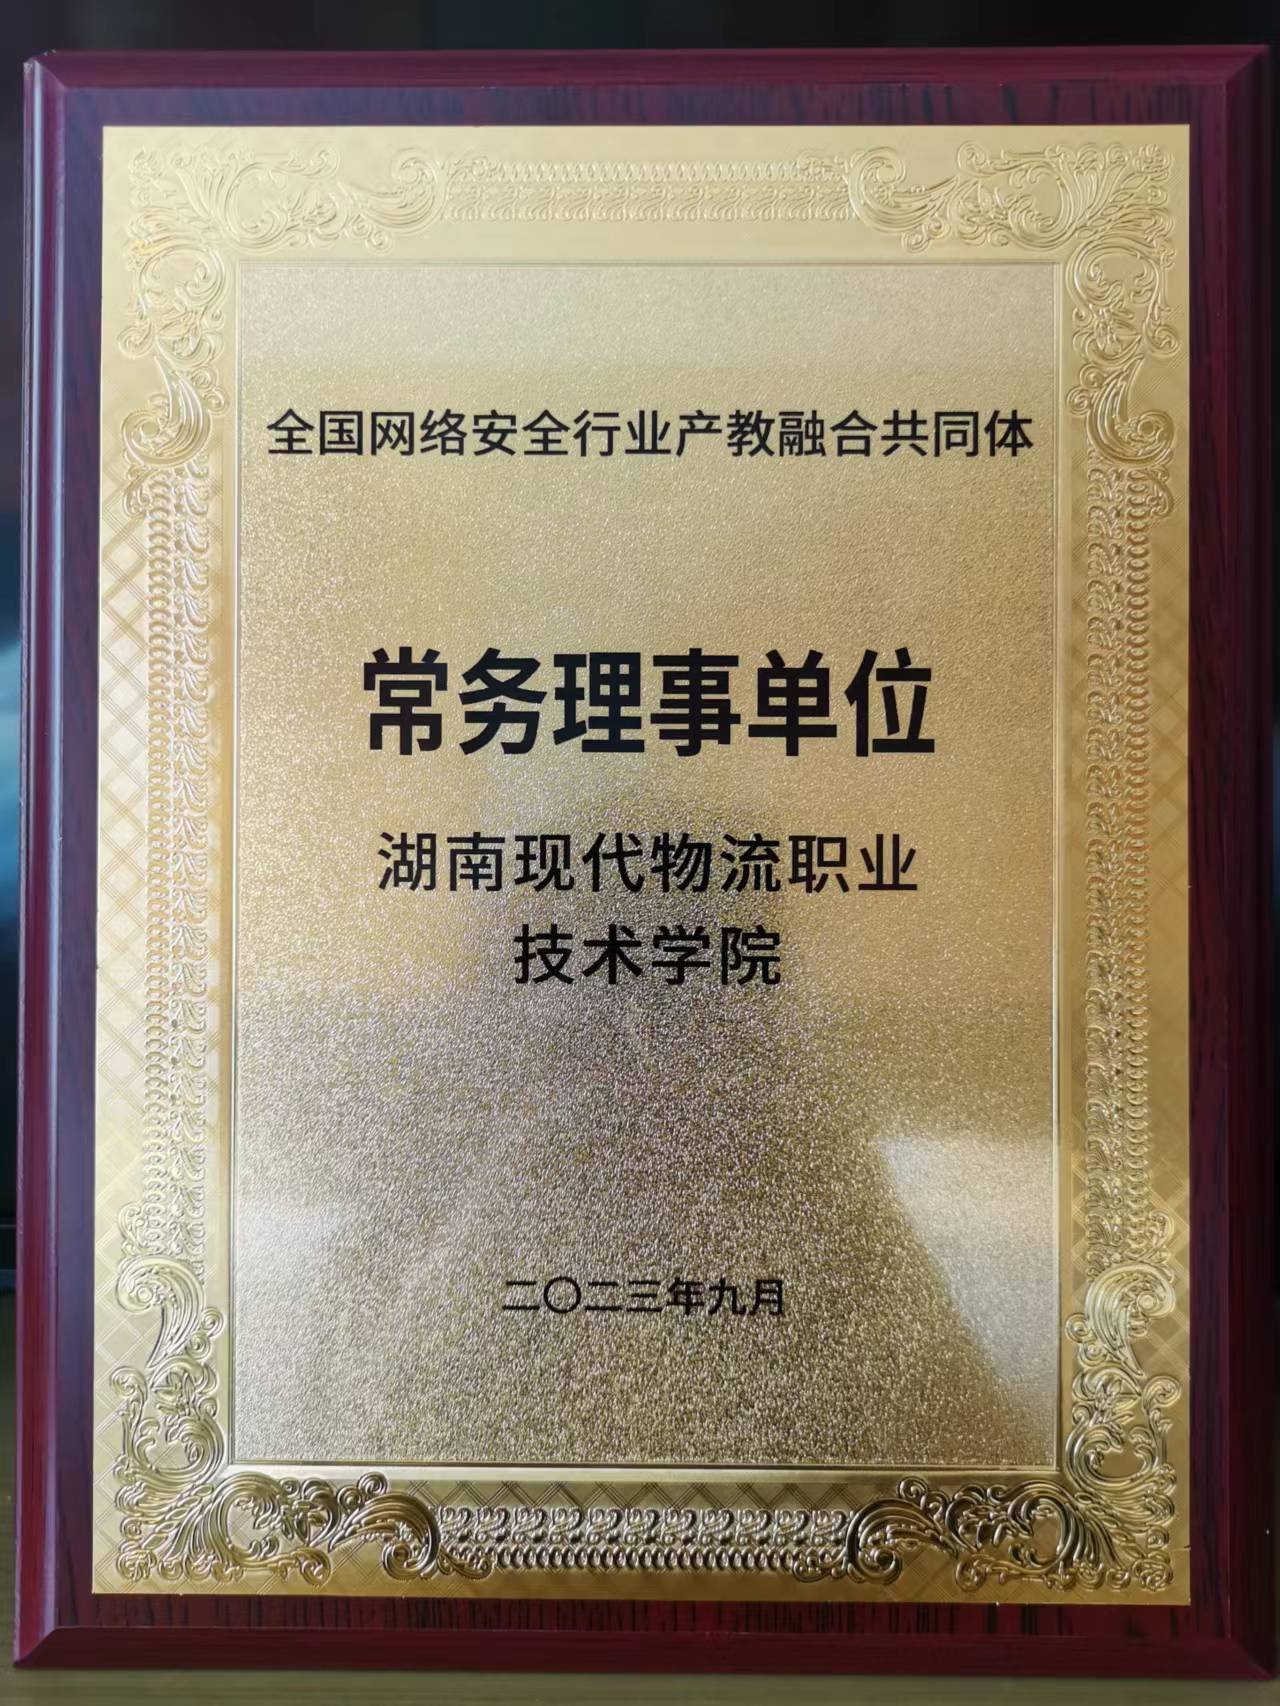 全国网络安全行业产教融合共同体
常务理事单位
湖南现代物流职业
技术学院
二〇二三年九月